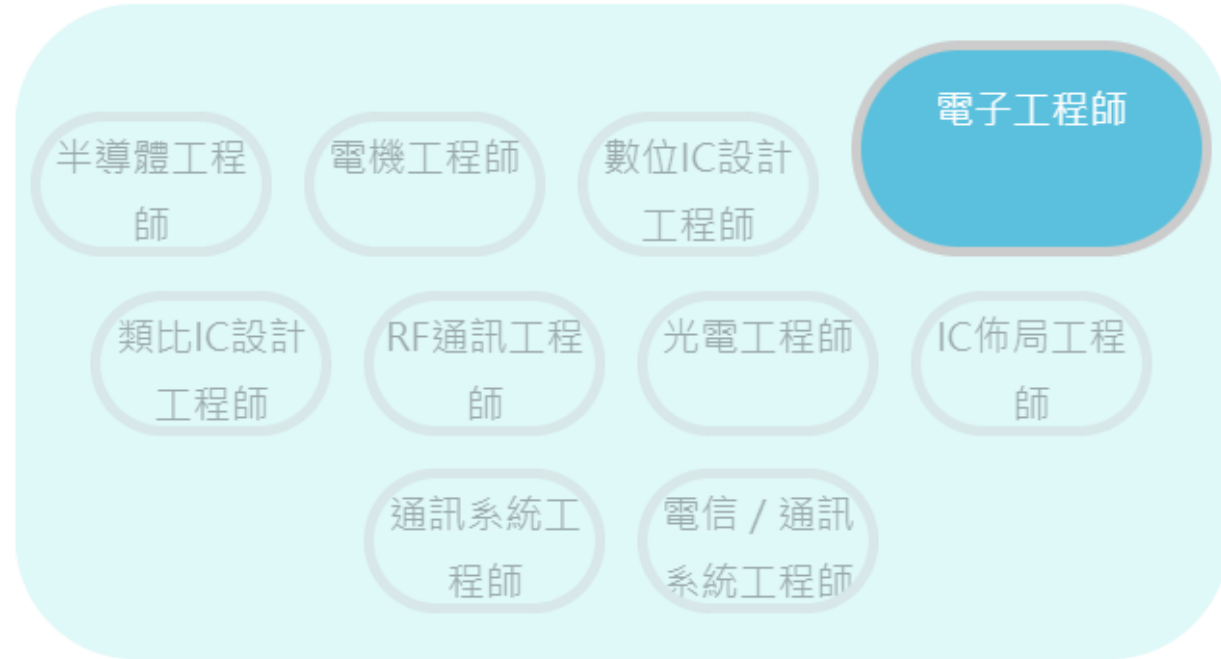 電子工程師
半導體工程
師
電機工程師
數位IC設計
工程師
類比IC設計
工程師
RF通訊工程
師
光電工程師
IC佈局工程
師
通訊系統工
程師
電信 / 通訊
系統工程師